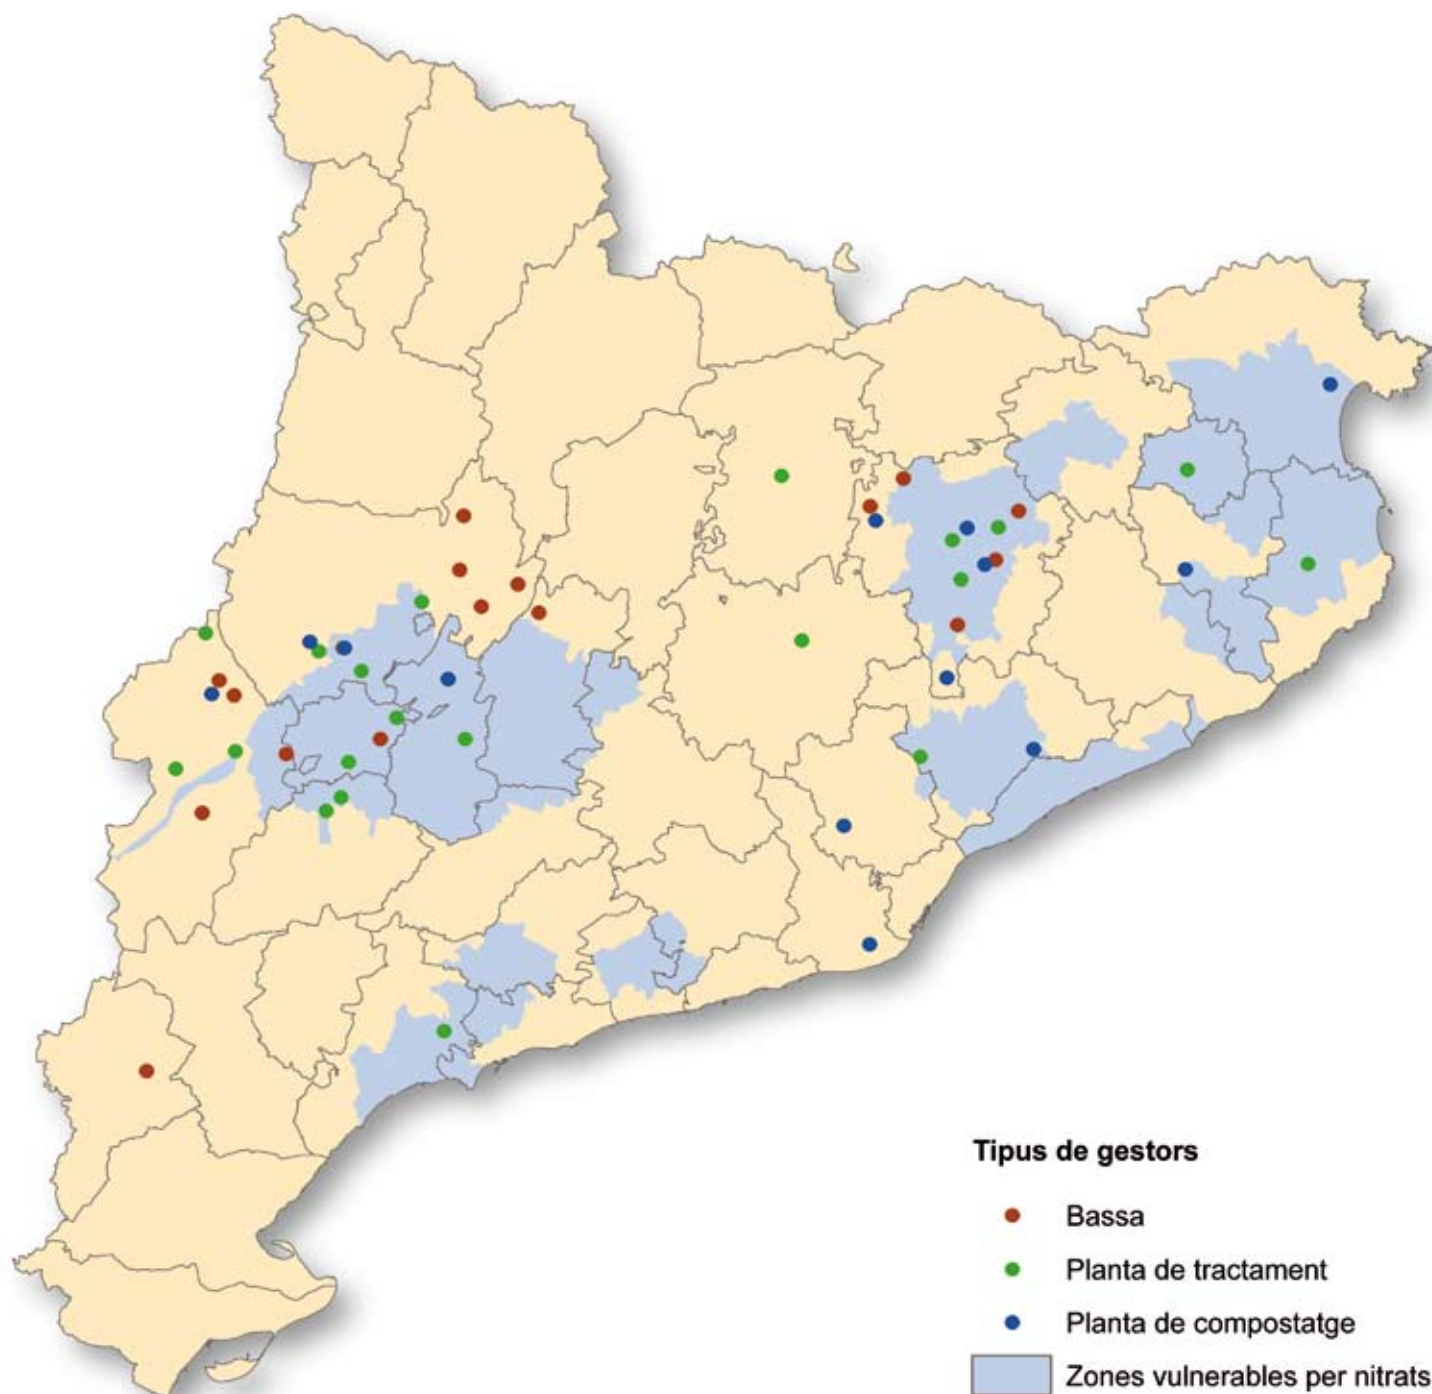 Tipus de gestors
Bassa
Planta de tractament
Planta de compostatge
Zones vulnerables per nitrats